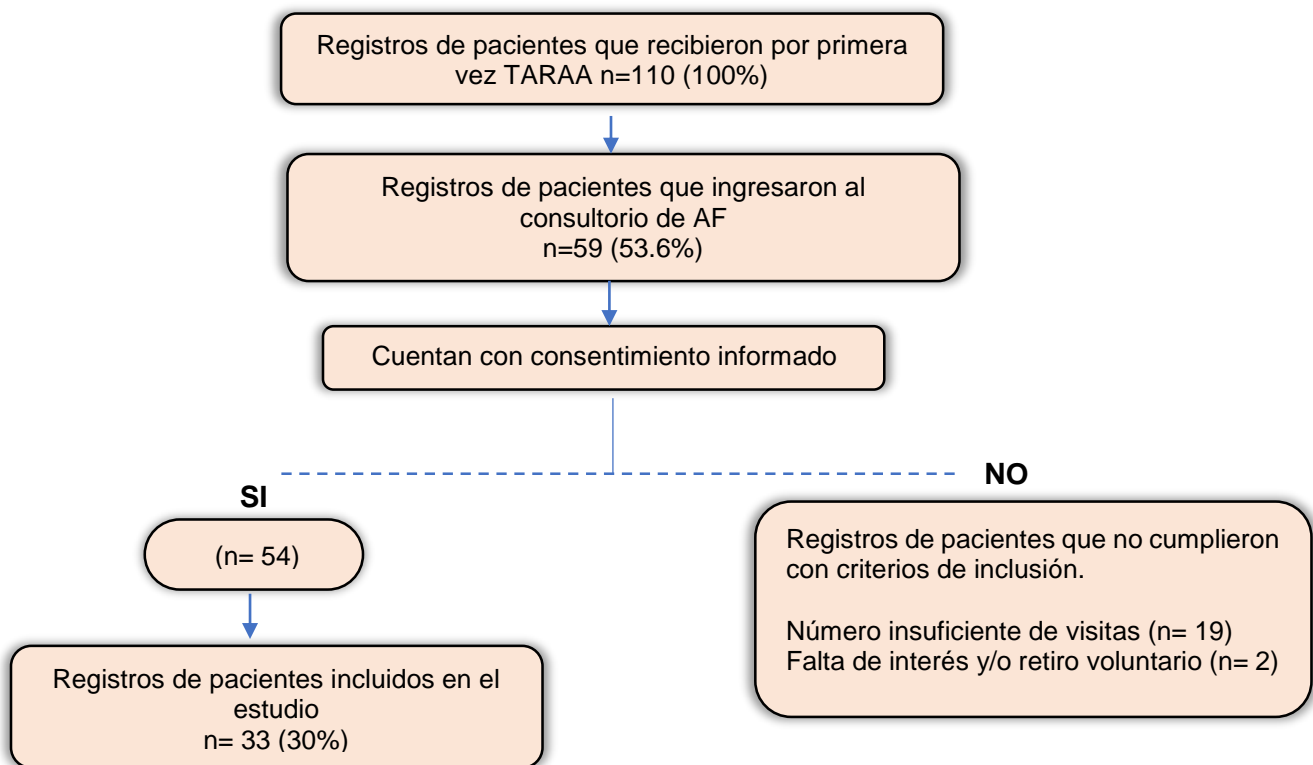 Registros de pacientes que recibieron por primera
vez TARAA n=110 (100%)
Registros de pacientes que ingresaron al
consultorio de AF
n=59 (53.6%)
Cuentan con consentimiento informado
SI
NO
(n= 54)
Registros de pacientes que no cumplieron
con criterios de inclusión.
Número insuficiente de visitas (n= 19)
Falta de interés y/o retiro voluntario (n= 2)
Registros de pacientes incluidos en el
estudio
n= 33 (30%)